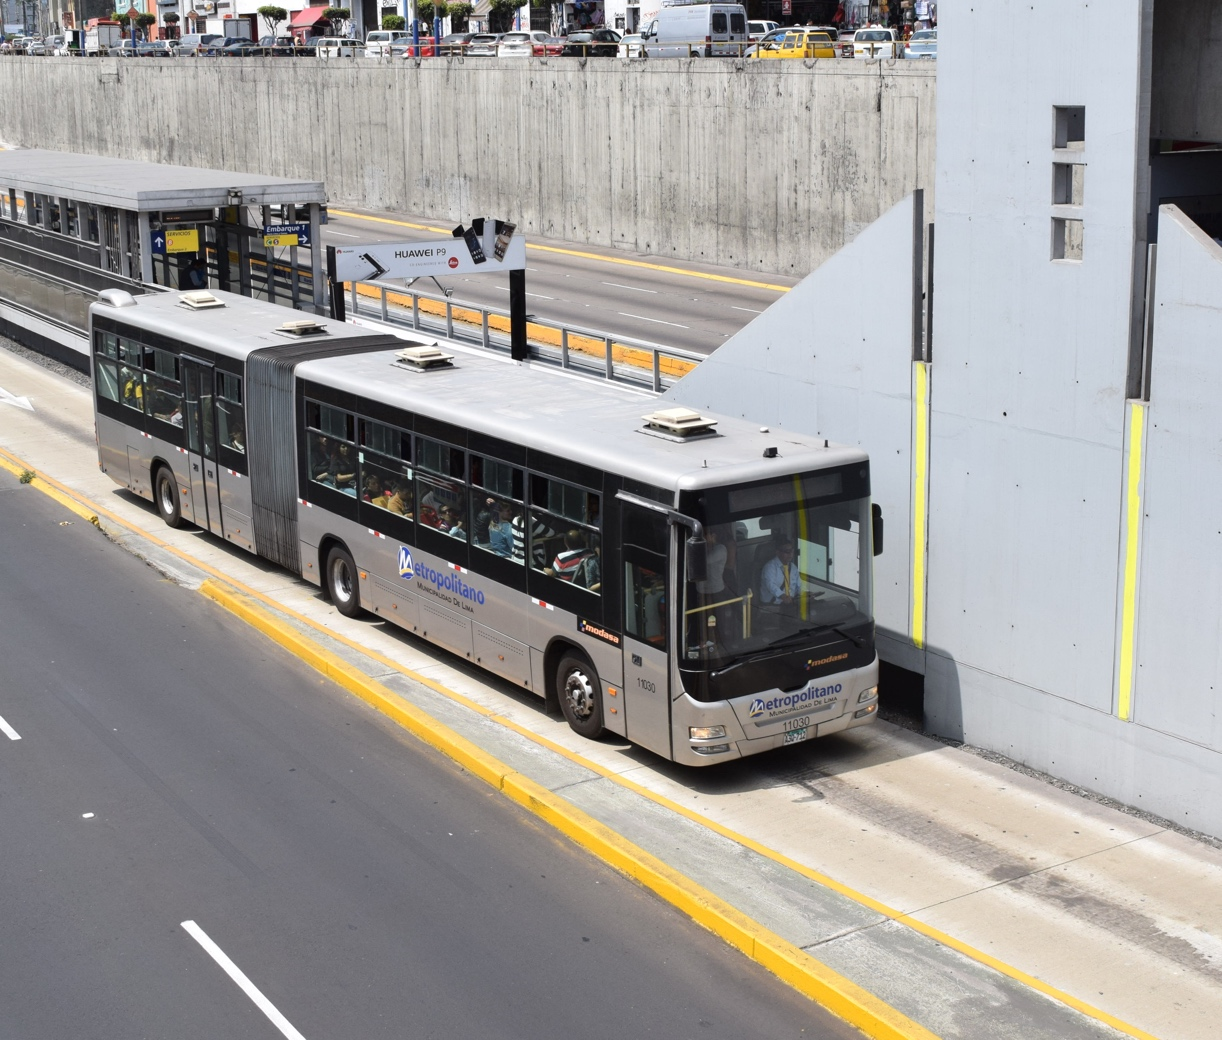 SERVICIOS
Embarque 1
HUAWEI P9
Metropolitano
MUNICIPALIDAD DE LIMA
modasa
11030
modasa
Metropolitano
MUNICIPALIDAD DE LIMA
11030